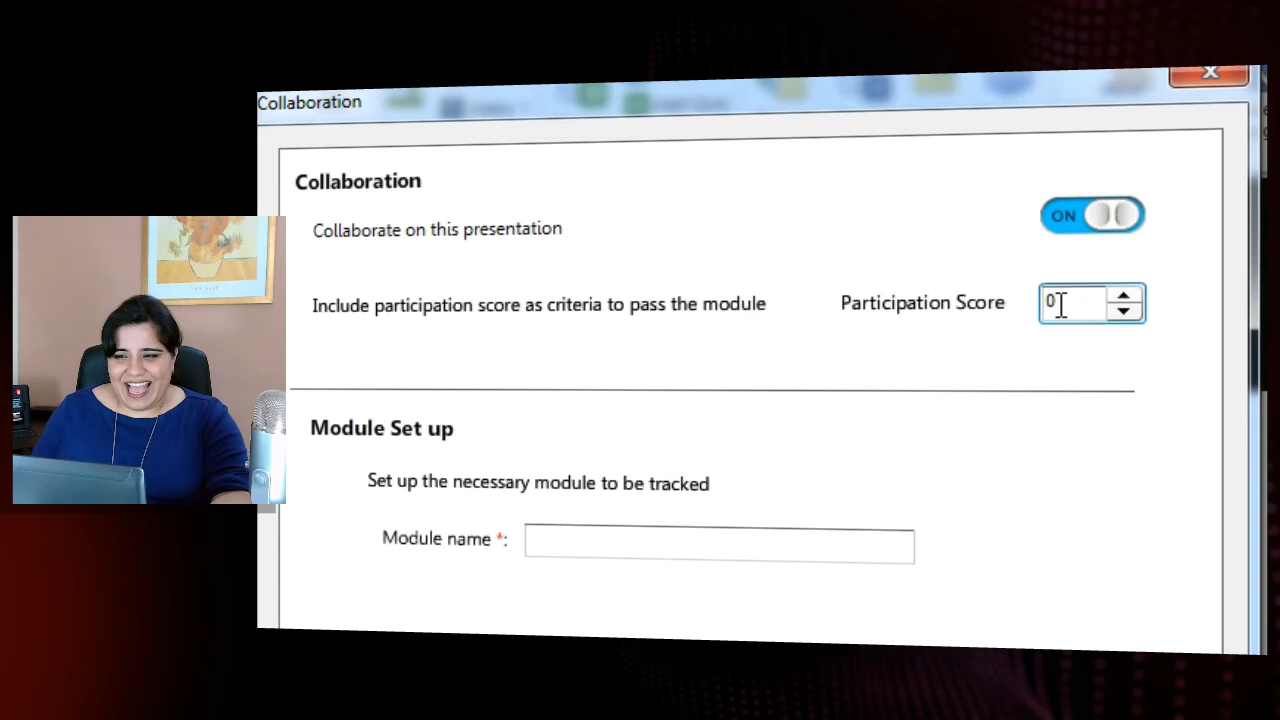 Collaboration
Collaboration
Collaborate on this presentation
ON
Include participation score as criteria to pass the module
Participation Score
0
Module Set up
Set up the necessary module to be tracked
Module name *: